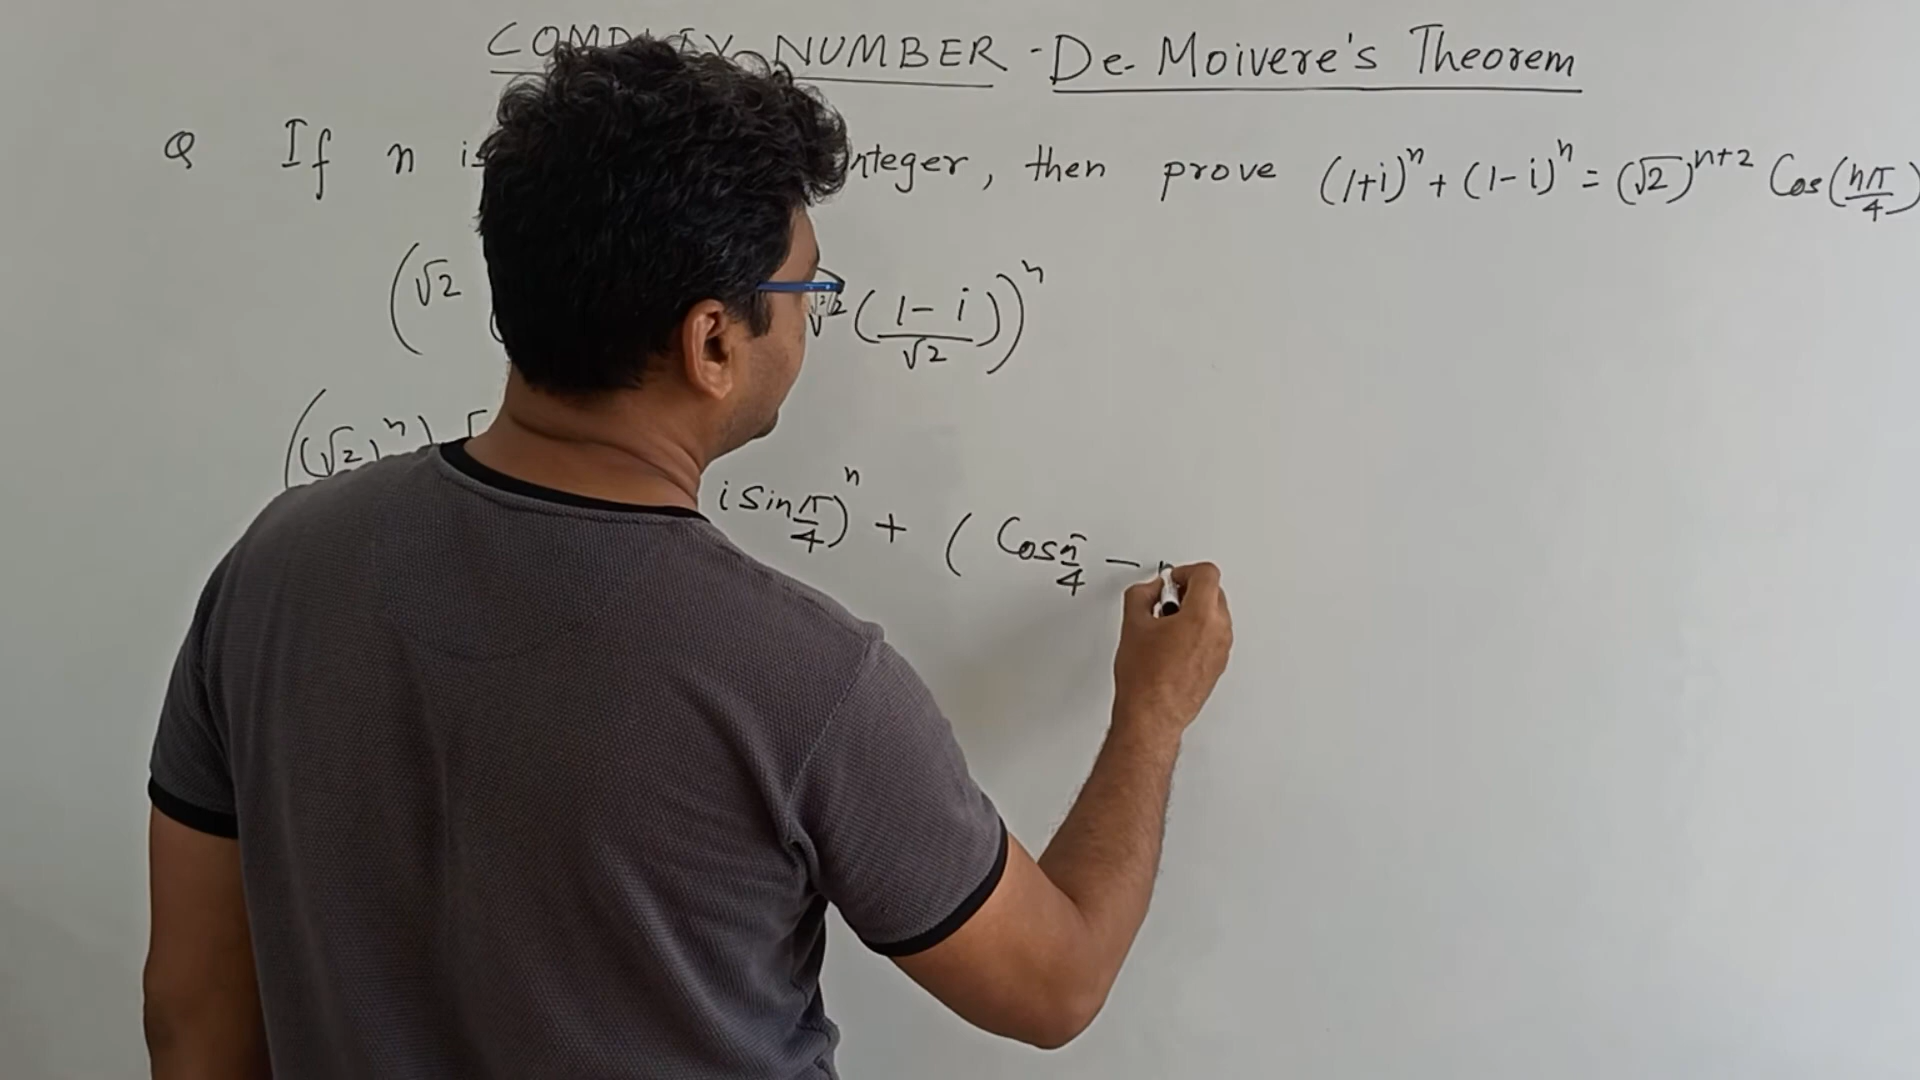 COMPLEX NUMBER - De Moivere's Theorem
Q If n is nteger, then prove (1+i)ⁿ + (1-i)ⁿ = (√2)ⁿ⁺² Cos(nπ/4)
(√2 √2 ((1-i)/√2))ⁿ
((√2)ⁿ) i Sin π/4)ⁿ + ( Cos π/4 -